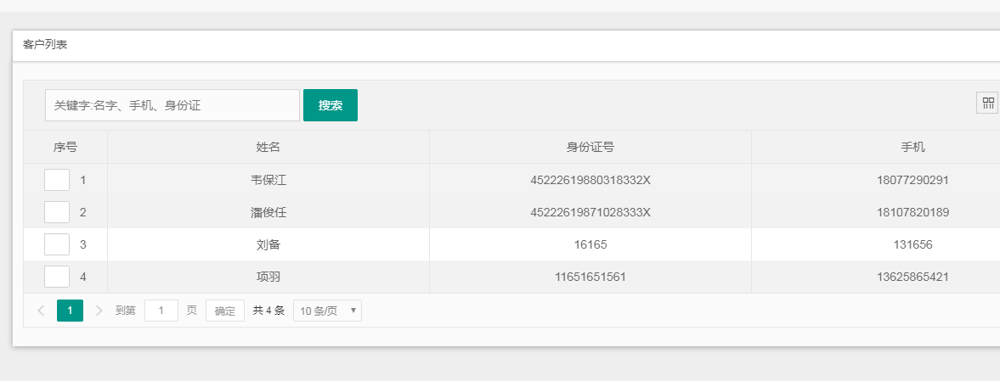 客户列表
关键字:名字、手机、身份证 搜索
序号 姓名 身份证号 手机
1 韦保江 45222619880318332X 18077290291
2 潘俊任 45222619871028333X 18107820189
3 刘备 16165 131656
4 项羽 11651651561 13625865421
1 到第 1 页 确定 共 4 条 10 条/页